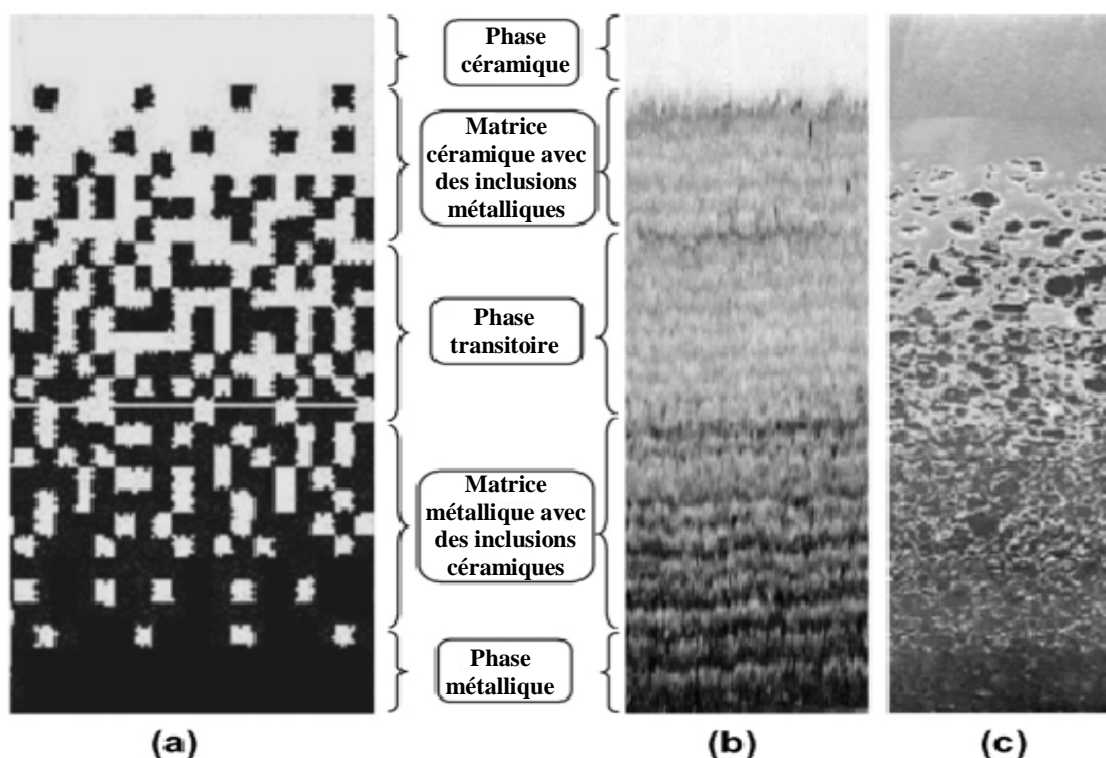 Phase
céramique
Matrice
céramique avec
des inclusions
métalliques
Phase
transitoire
Matrice
métallique avec
des inclusions
céramiques
Phase
métallique
(a)
(b)
(c)